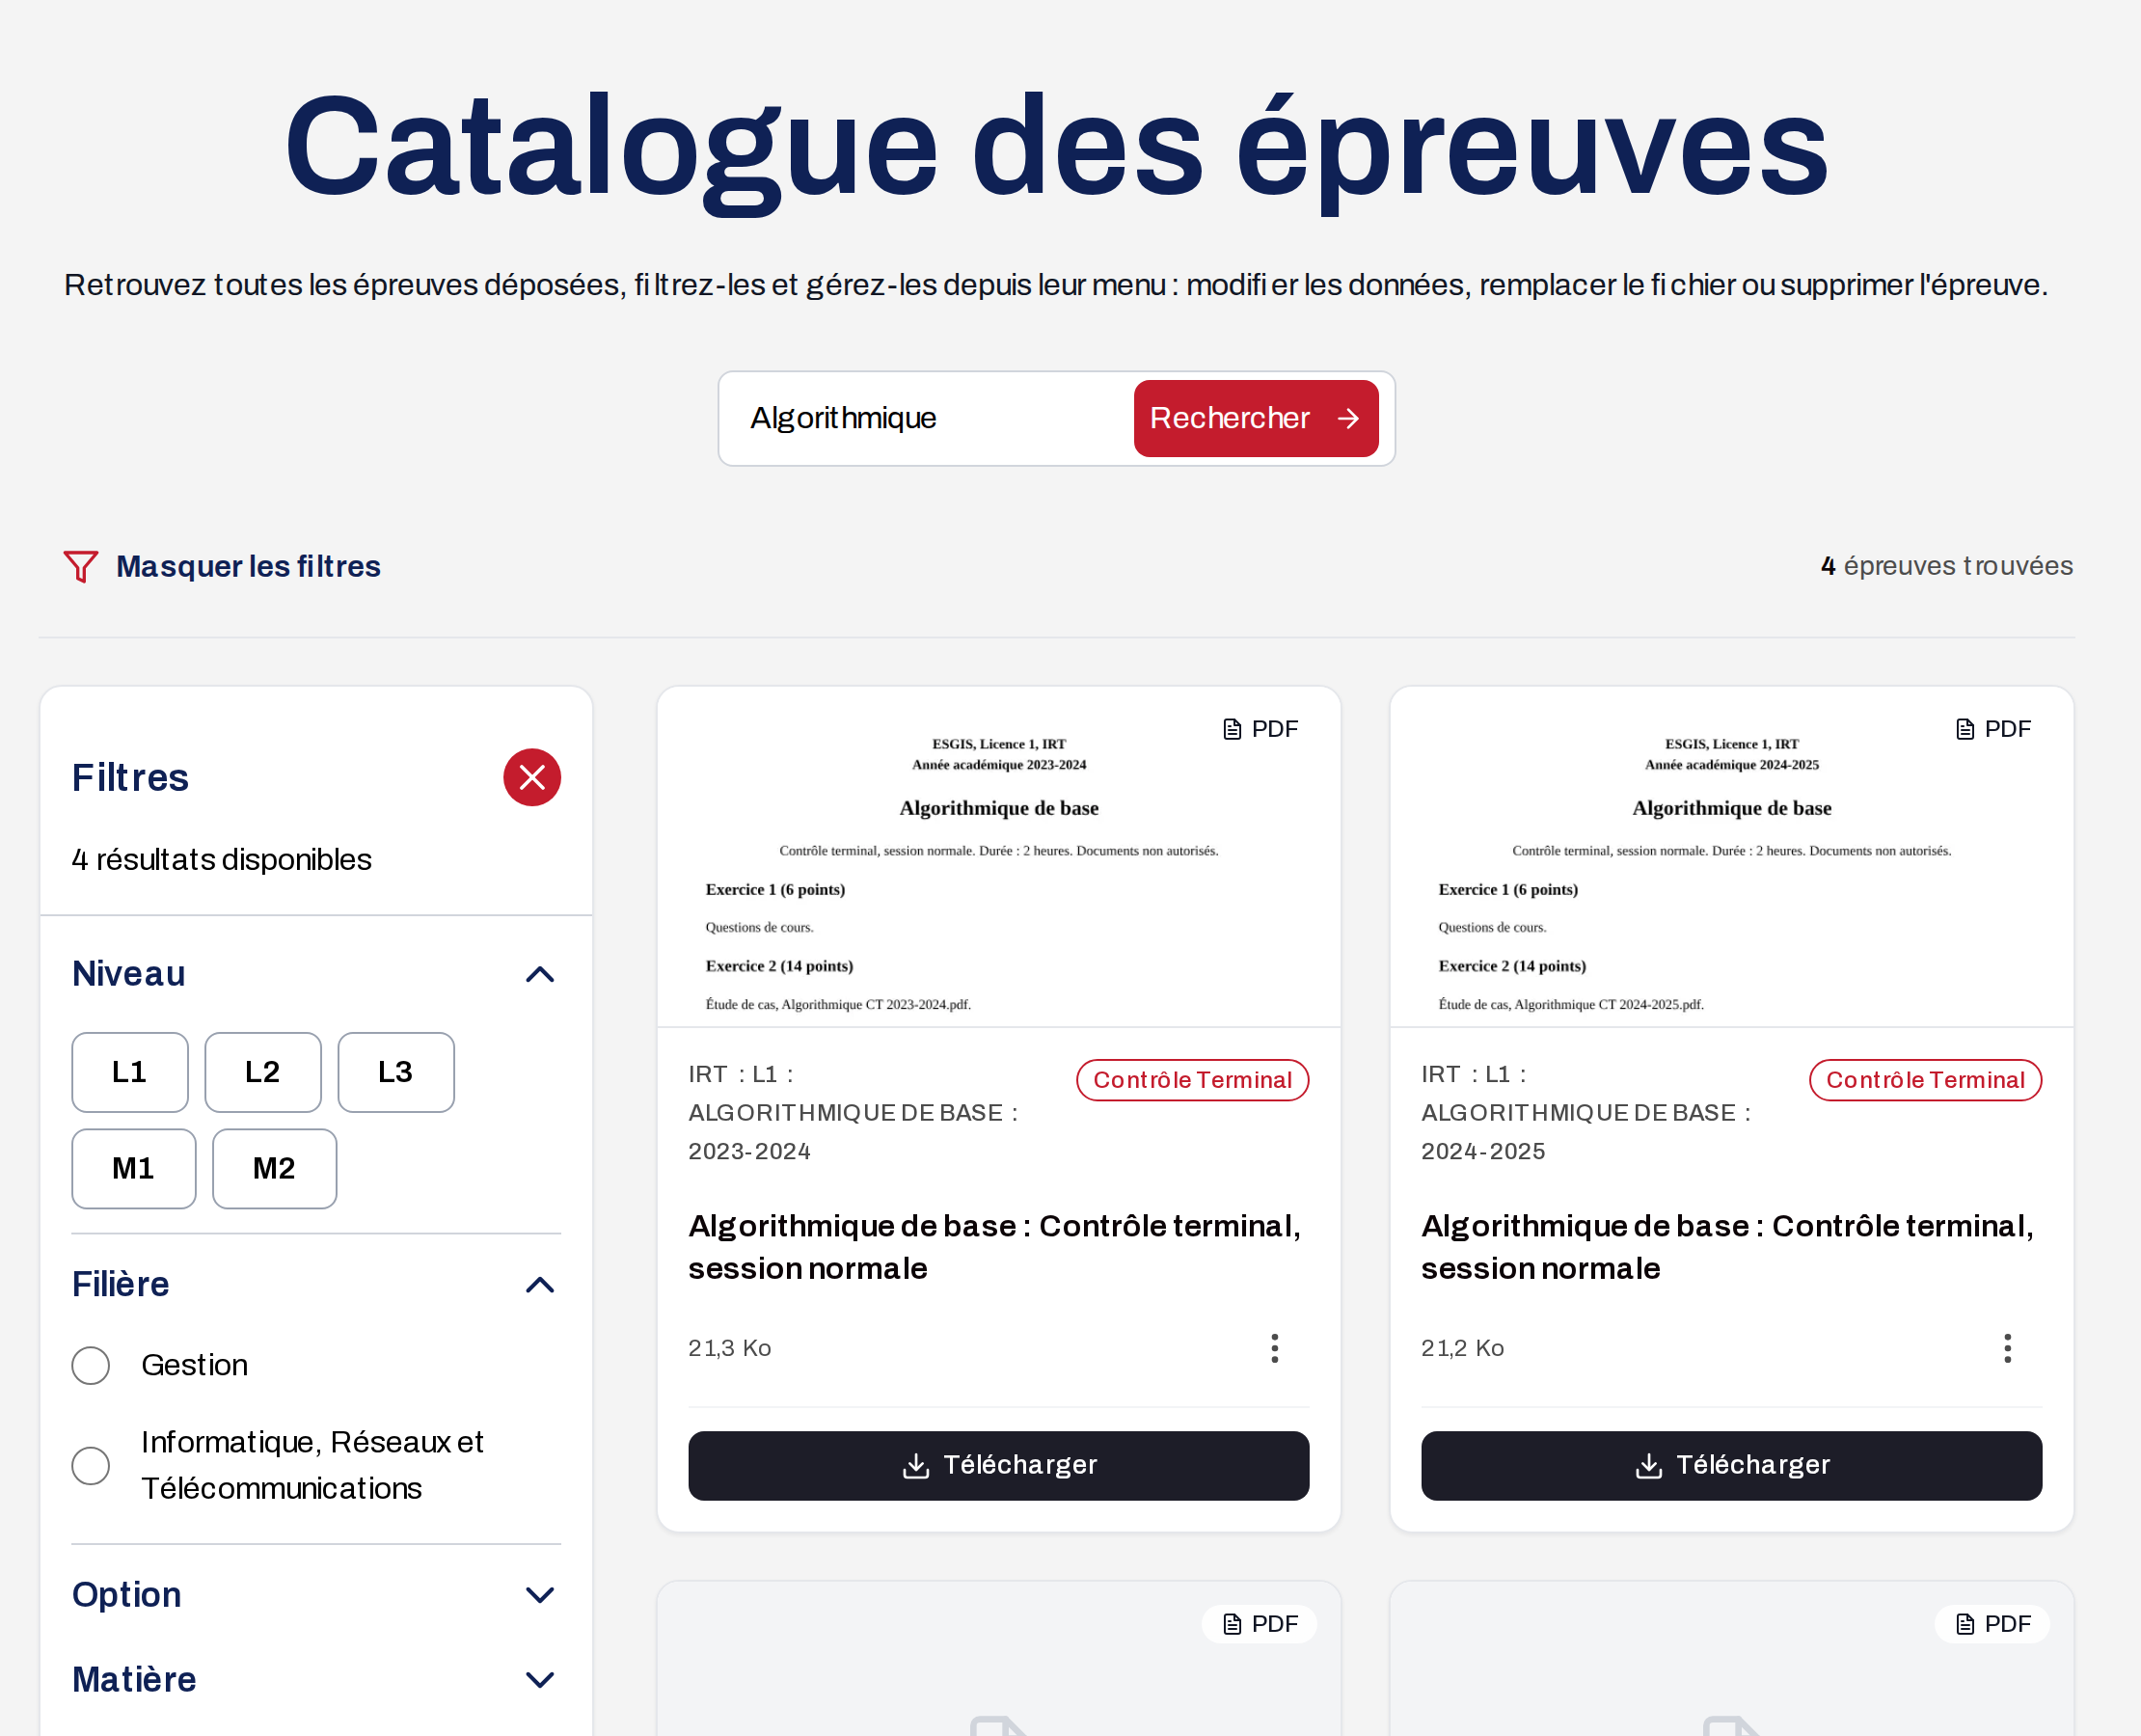 Catalogue des épreuves
Retrouvez toutes les épreuves déposées, filtrez-les et gérez-les depuis leur menu : modifier les données, remplacer le fichier ou supprimer l'épreuve.
Algorithmique
Rechercher
Masquer les filtres
4 épreuves trouvées
Filtres
4 résultats disponibles
Niveau
L1
L2
L3
M1
M2
Filière
Gestion
Informatique, Réseaux et
Télécommunications
Option
Matière
PDF
ESGIS, Licence 1, IRT
Année académique 2023-2024
Algorithmique de base
Contrôle terminal, session normale. Durée : 2 heures. Documents non autorisés.
Exercice 1 (6 points)
Questions de cours.
Exercice 2 (14 points)
Étude de cas, Algorithmique CT 2023-2024.pdf.
IRT : L1 :
ALGORITHMIQUE DE BASE :
2023-2024
Contrôle Terminal
Algorithmique de base : Contrôle terminal,
session normale
21,3 Ko
Télécharger
PDF
ESGIS, Licence 1, IRT
Année académique 2024-2025
Algorithmique de base
Contrôle terminal, session normale. Durée : 2 heures. Documents non autorisés.
Exercice 1 (6 points)
Questions de cours.
Exercice 2 (14 points)
Étude de cas, Algorithmique CT 2024-2025.pdf.
IRT : L1 :
ALGORITHMIQUE DE BASE :
2024-2025
Contrôle Terminal
Algorithmique de base : Contrôle terminal,
session normale
21,2 Ko
Télécharger
PDF
PDF